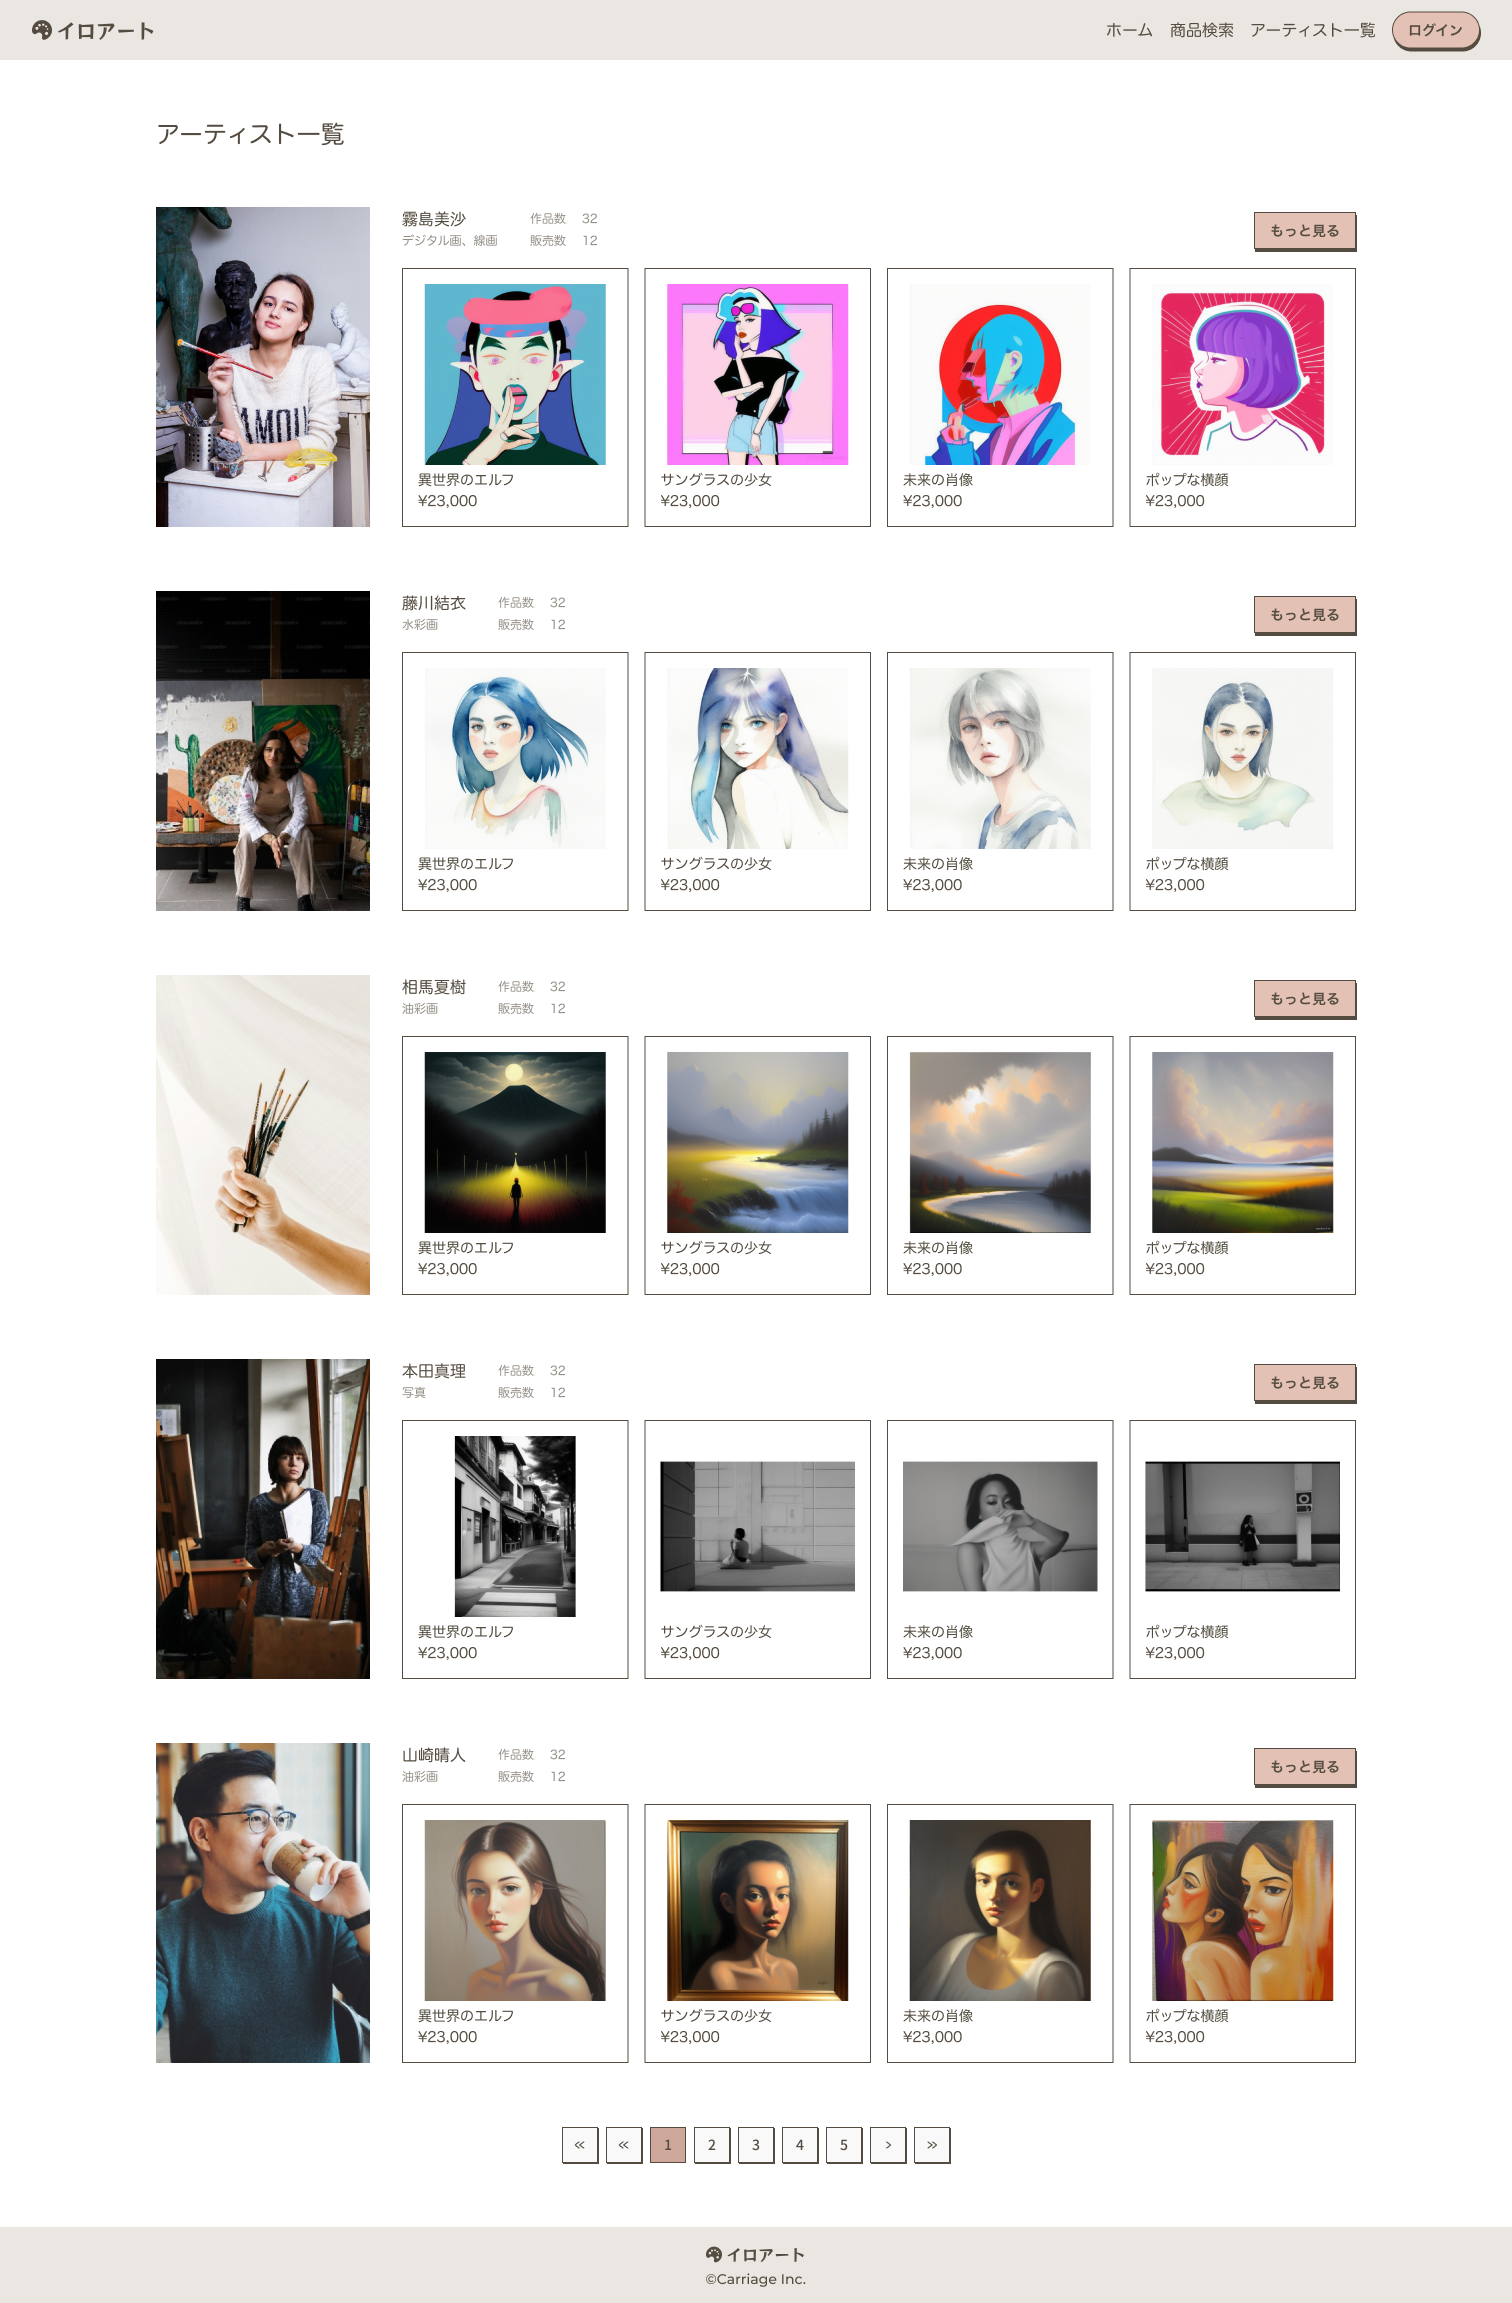 イロアート
ホーム 商品検索 アーティスト一覧 ログイン
アーティスト一覧
霧島美沙 作品数 32
デジタル画、線画 販売数 12
もっと見る
AMOU
異世界のエルフ
¥23,000
サングラスの少女
¥23,000
未来の肖像
¥23,000
ポップな横顔
¥23,000
藤川結衣 作品数 32
水彩画 販売数 12
もっと見る
異世界のエルフ
¥23,000
サングラスの少女
¥23,000
未来の肖像
¥23,000
ポップな横顔
¥23,000
相馬夏樹 作品数 32
油彩画 販売数 12
もっと見る
異世界のエルフ
¥23,000
サングラスの少女
¥23,000
未来の肖像
¥23,000
ポップな横顔
¥23,000
本田真理 作品数 32
写真 販売数 12
もっと見る
異世界のエルフ
¥23,000
サングラスの少女
¥23,000
未来の肖像
¥23,000
ポップな横顔
¥23,000
山崎晴人 作品数 32
油彩画 販売数 12
もっと見る
異世界のエルフ
¥23,000
サングラスの少女
¥23,000
未来の肖像
¥23,000
ポップな横顔
¥23,000
« « 1 2 3 4 5 › »
イロアート
©Carriage Inc.